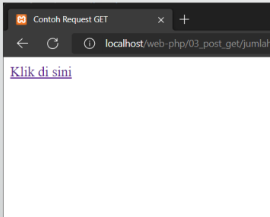 Contoh Request GET
localhost/web-php/03_post_get/jumlah
Klik di sini